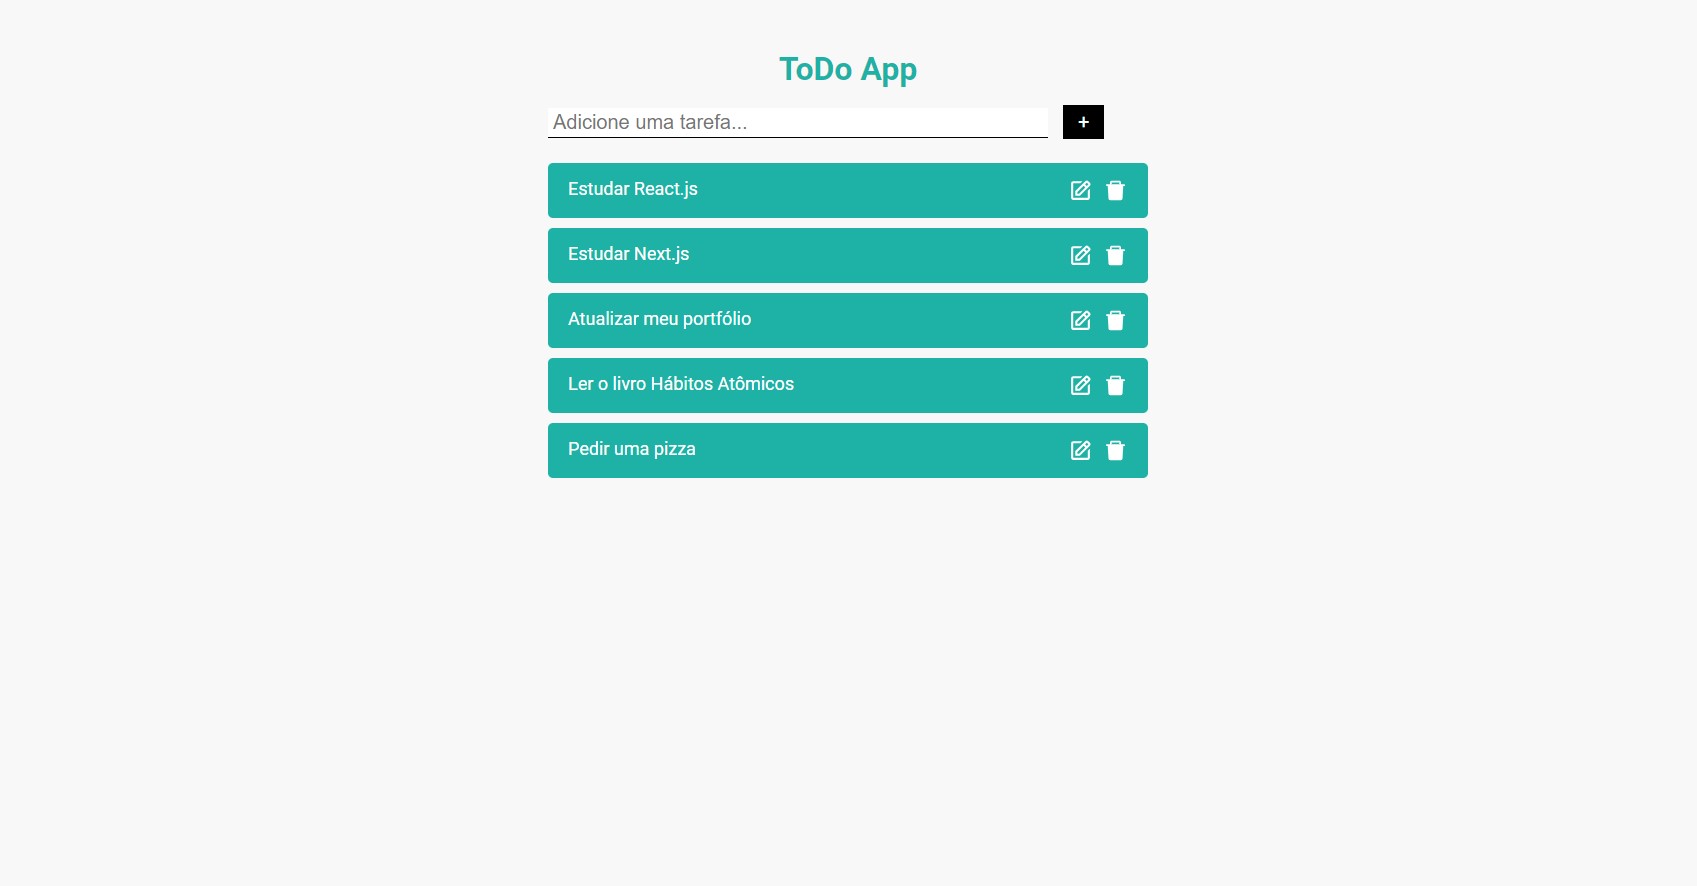 ToDo App
Adicione uma tarefa...
+
Estudar React.js
Estudar Next.js
Atualizar meu portfólio
Ler o livro Hábitos Atômicos
Pedir uma pizza